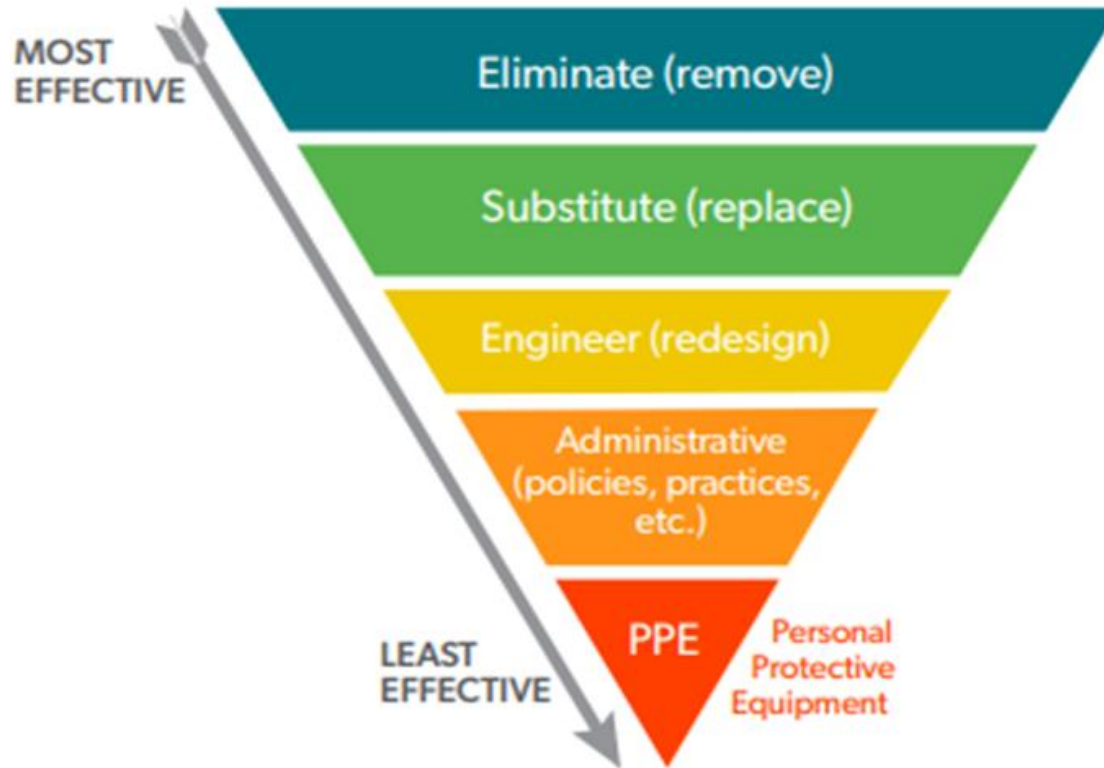 MOST
EFFECTIVE
Eliminate (remove)
Substitute (replace)
Engineer (redesign)
Administrative
(policies, practices,
etc.)
LEAST
EFFECTIVE
PPE
Personal
Protective
Equipment